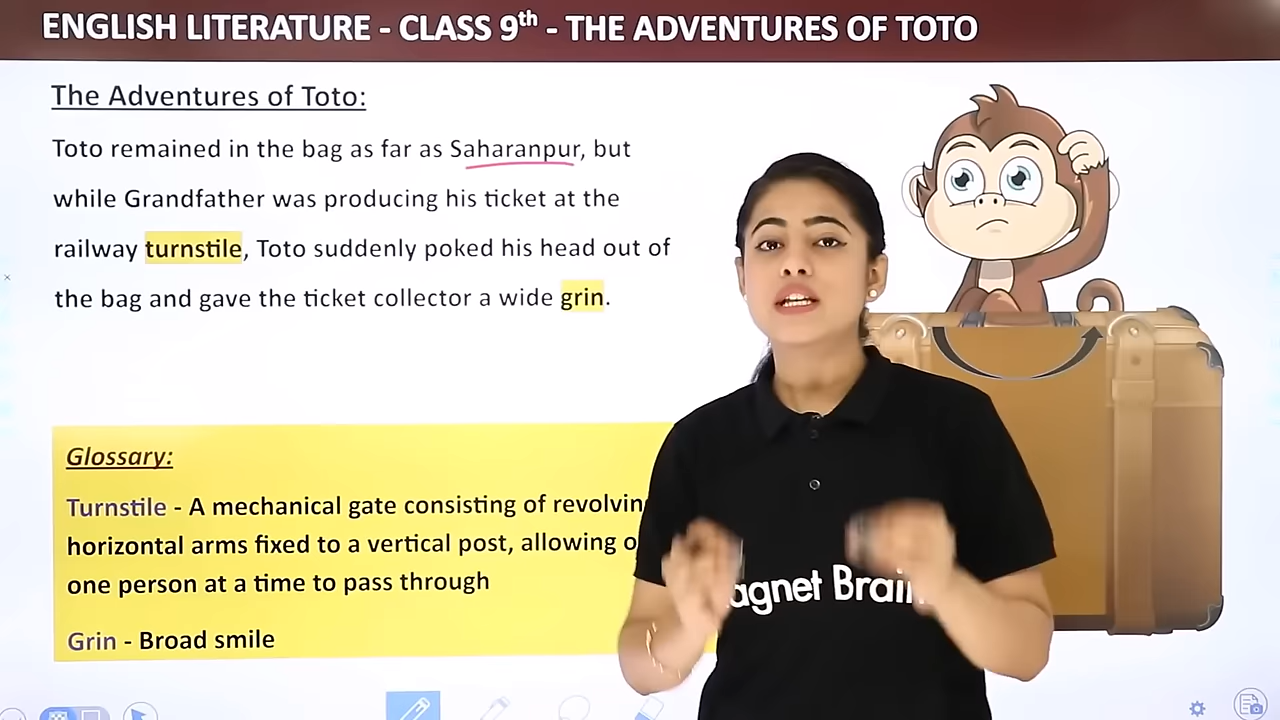 ENGLISH LITERATURE - CLASS 9th - THE ADVENTURES OF TOTO
The Adventures of Toto:
Toto remained in the bag as far as Saharanpur, but
while Grandfather was producing his ticket at the
railway turnstile, Toto suddenly poked his head out of
the bag and gave the ticket collector a wide grin.
Glossary:
Turnstile - A mechanical gate consisting of
horizontal arms fixed to a vertical post, allowing
one person at a time to pass through
Grin - Broad smile